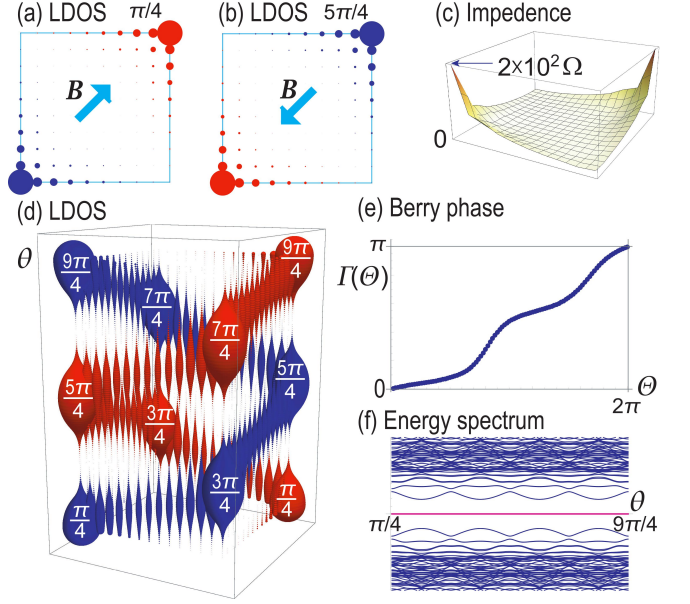 (a) LDOS π/4
B
(b) LDOS 5π/4
B
(c) Impedence
2×10²Ω
0
(d) LDOS
θ
9π/4
9π/4
7π/4
7π/4
5π/4
5π/4
3π/4
3π/4
π/4
π/4
(e) Berry phase
π
Γ(Θ)
0
Θ
2π
(f) Energy spectrum
θ
π/4
9π/4